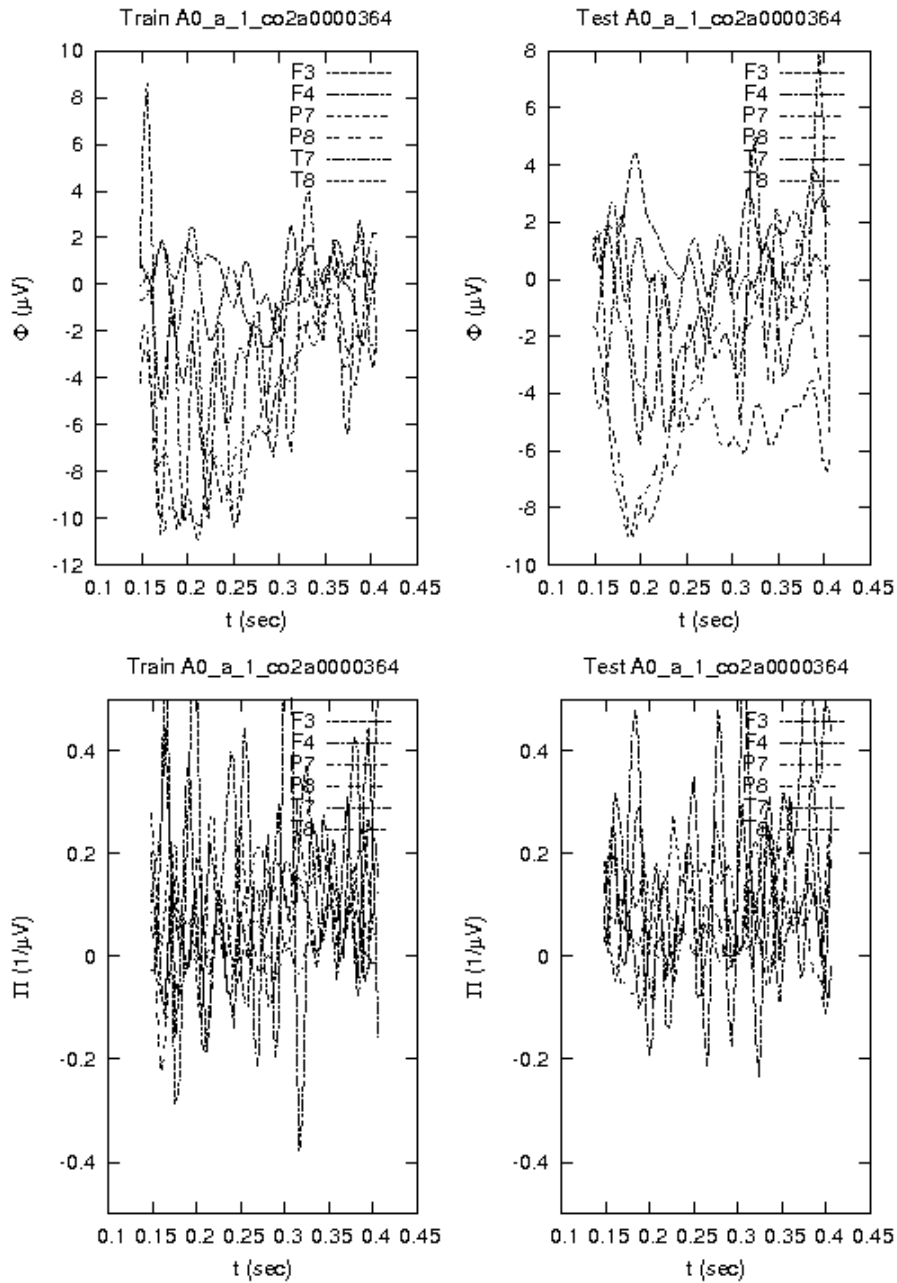 Train A0_a_1_co2a0000364
Test A0_a_1_co2a0000364
10
8
6
4
2
0
-2
-4
-6
-8
-10
-12
Φ (μV)
F3
F4
P7
P8
T7
T8
0.1 0.15 0.2 0.25 0.3 0.35 0.4 0.45
t (sec)
8
6
4
2
0
-2
-4
-6
-8
-10
Φ (μV)
F3
F4
P7
P8
T7
T8
0.1 0.15 0.2 0.25 0.3 0.35 0.4 0.45
t (sec)
Train A0_a_1_co2a0000364
Test A0_a_1_co2a0000364
0.4
0.2
0
-0.2
-0.4
Π (1/μV)
F3
F4
P7
P8
T7
T8
0.1 0.15 0.2 0.25 0.3 0.35 0.4 0.45
t (sec)
0.4
0.2
0
-0.2
-0.4
Π (1/μV)
F3
F4
P7
P8
T7
T8
0.1 0.15 0.2 0.25 0.3 0.35 0.4 0.45
t (sec)